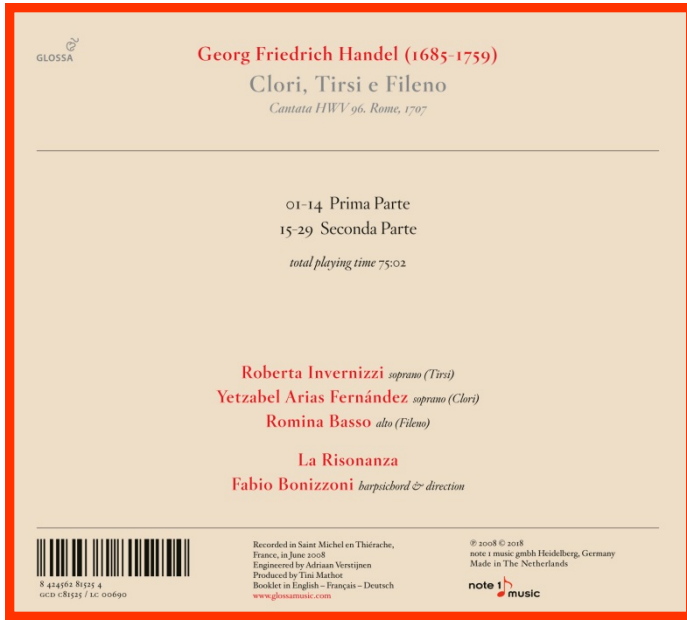 GLOSSA
Georg Friedrich Handel (1685-1759)
Clori, Tirsi e Fileno
Cantata HWV 96. Rome, 1707
01-14 Prima Parte
15-29 Seconda Parte
total playing time 75:02
Roberta Invernizzi soprano (Tirsi)
Yetzabel Arias Fernández soprano (Clori)
Romina Basso alto (Fileno)
La Risonanza
Fabio Bonizzoni harpsichord & direction
8 424562 81525 4
GCD C81525 / LC 00690
Recorded in Saint Michel en Thiérache,
France, in June 2008
Engineered by Adriaan Verstijnen
Produced by Tini Mathot
Booklet in English – Français – Deutsch
www.glossamusic.com
℗ 2008 © 2018
note 1 music gmbh Heidelberg, Germany
Made in The Netherlands
note 1 music